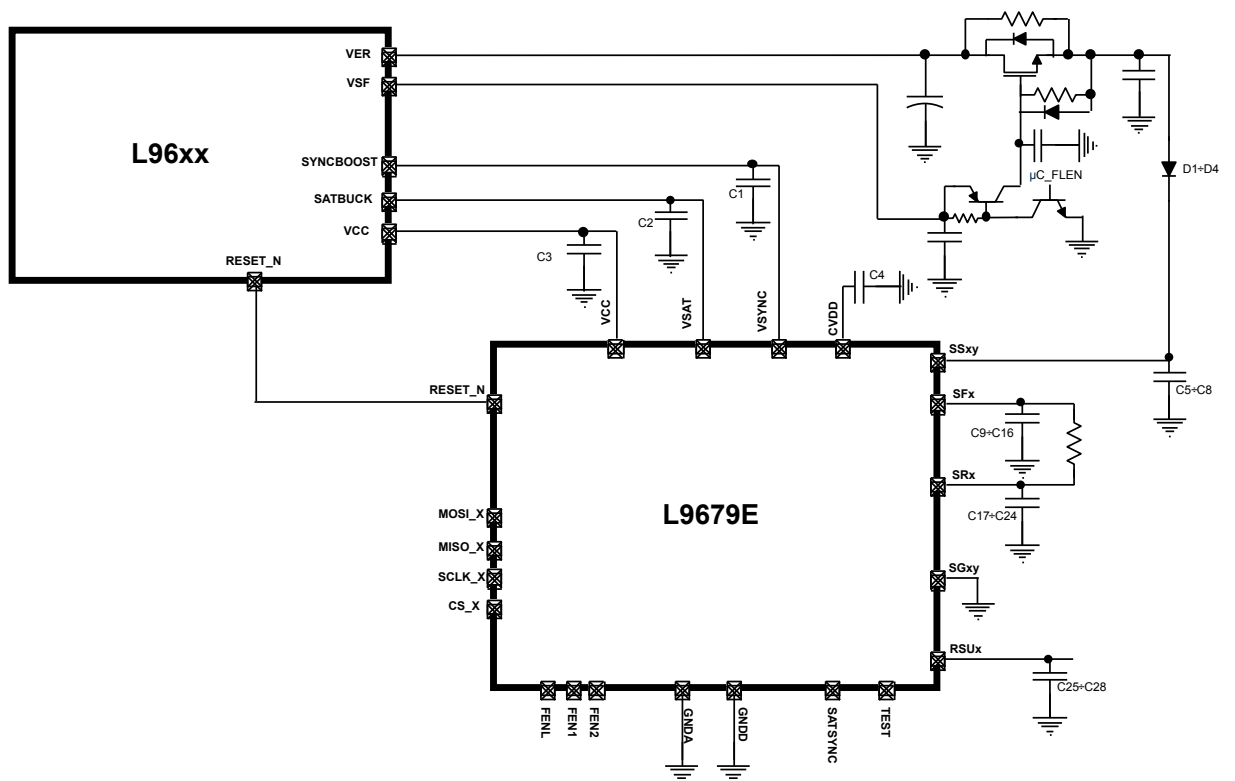 VER
VSF
L96xx
SYNCBOOST
SATBUCK
VCC
RESET_N
C1
C2
C3
µC_FLEN
D1÷D4
C4
VCC
VSAT
VSYNC
CVDD
SSxy
C5÷C8
RESET_N
SFx
C9÷C16
SRx
C17÷C24
L9679E
MOSI_X
MISO_X
SCLK_X
CS_X
SGxy
RSUx
C25÷C28
FENL
FEN1
FEN2
GNDA
GNDD
SATSYNC
TEST